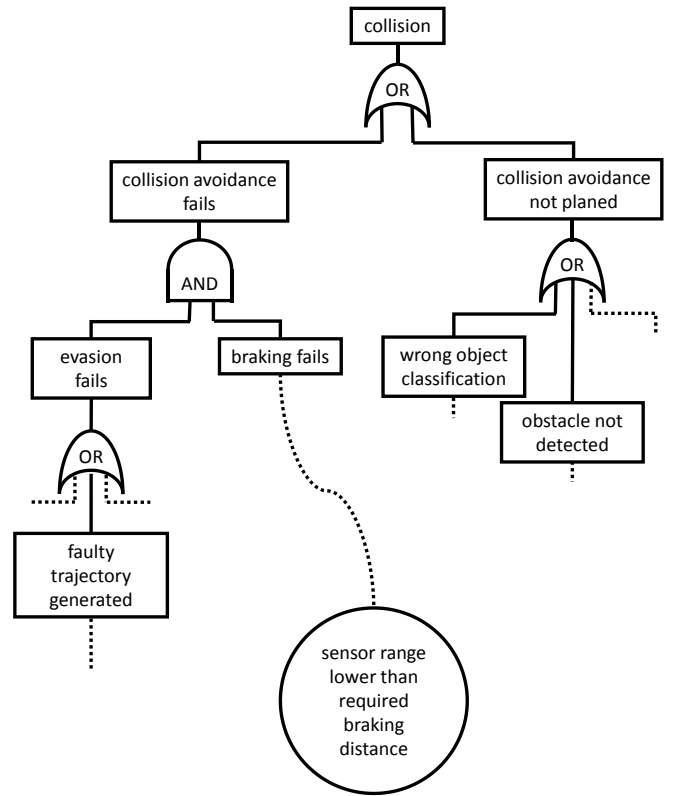 collision
OR
collision avoidance
fails
collision avoidance
not planed
AND
OR
evasion
fails
braking fails
wrong object
classification
obstacle not
detected
OR
faulty
trajectory
generated
sensor range
lower than
required
braking
distance